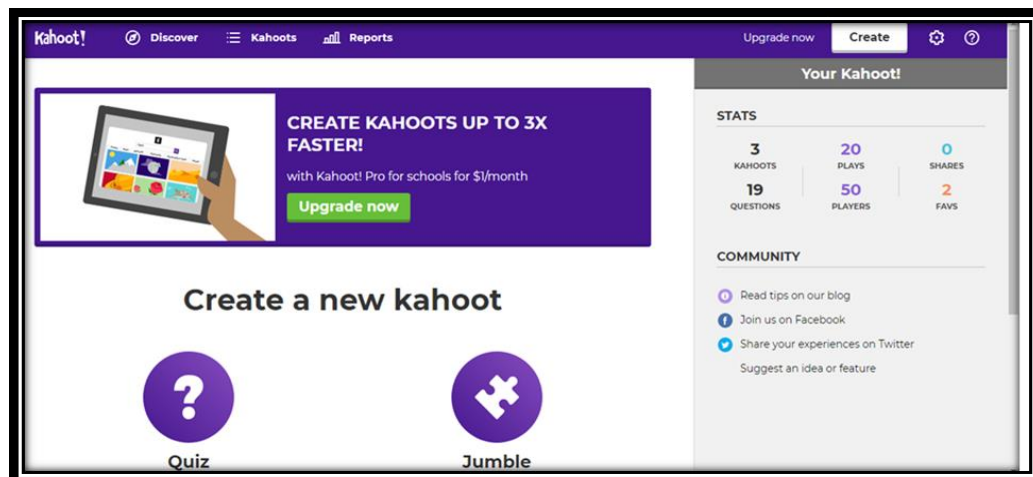 Kahoot! Discover Kahoots Reports Upgrade now Create
Your Kahoot!
CREATE KAHOOTS UP TO 3X
FASTER!
with Kahoot! Pro for schools for $1/month
Upgrade now
STATS
3 20 0
KAHOOTS PLAYS SHARES
19 50 2
QUESTIONS PLAYERS FAVS
COMMUNITY
Read tips on our blog
Join us on Facebook
Share your experiences on Twitter
Suggest an idea or feature
Create a new kahoot
Quiz Jumble